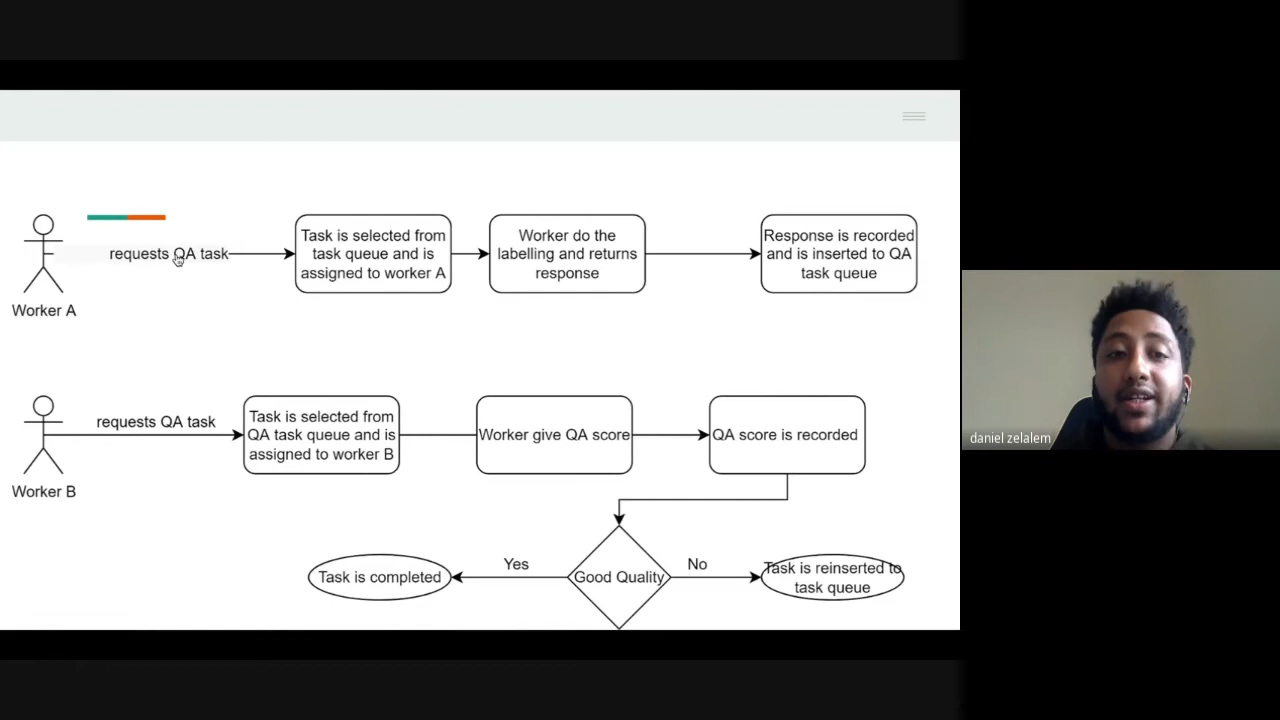 requests QA task
Task is selected from
task queue and is
assigned to worker A
Worker do the
labelling and returns
response
Response is recorded
and is inserted to QA
task queue
Worker A
requests QA task
Task is selected from
QA task queue and is
assigned to worker B
Worker give QA score
QA score is recorded
Worker B
Good Quality
Yes
Task is completed
No
Task is reinserted to
task queue
daniel zelalem